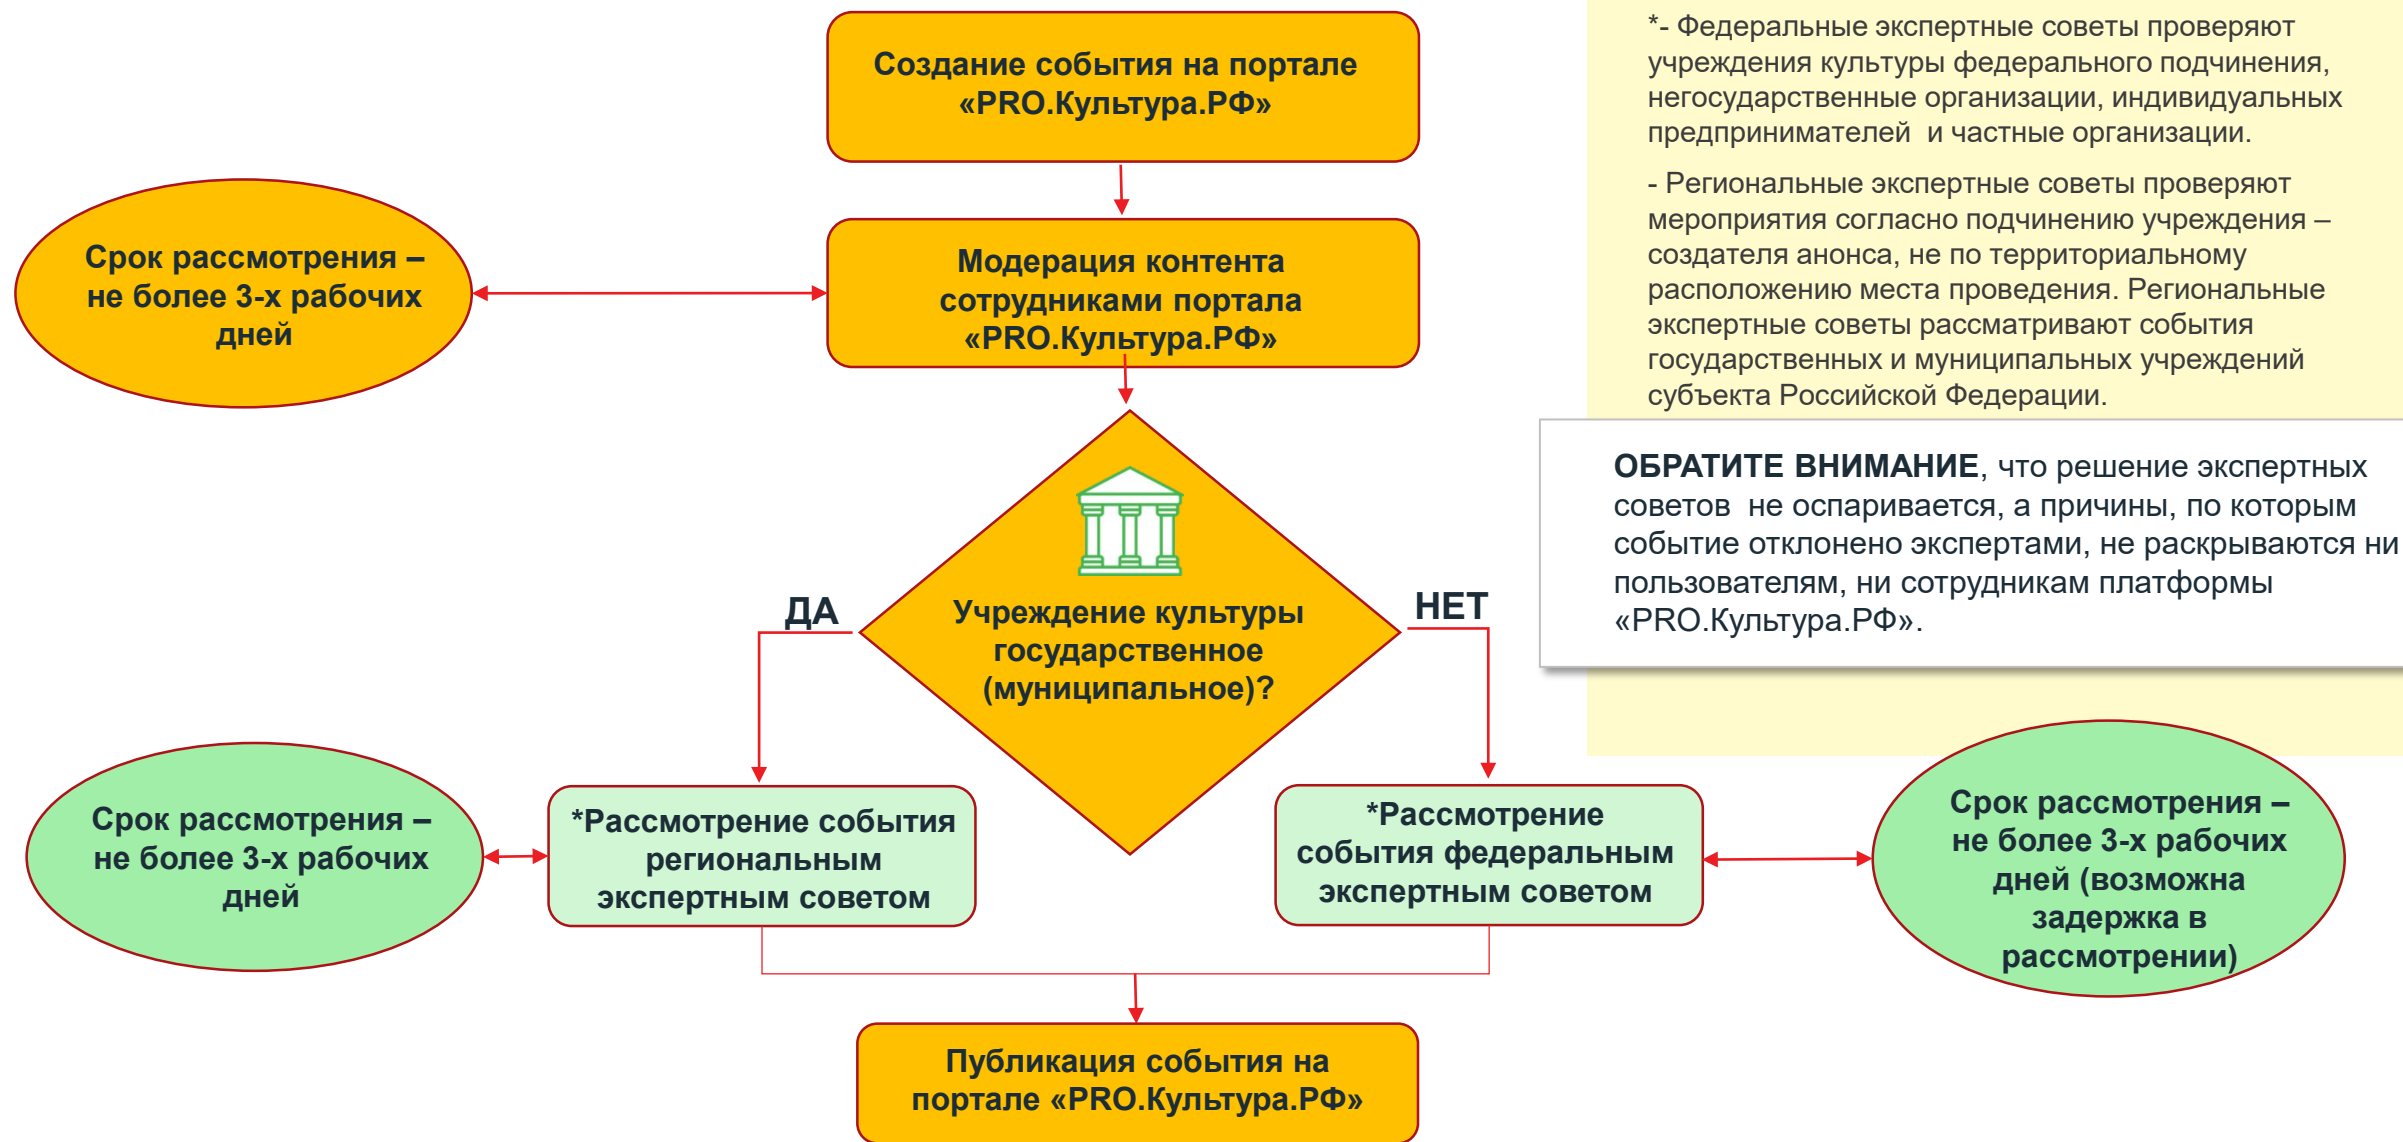 Создание события на портале
«PRO.Культура.РФ»
*- Федеральные экспертные советы проверяют
учреждения культуры федерального подчинения,
негосударственные организации, индивидуальных
предпринимателей и частные организации.
- Региональные экспертные советы проверяют
мероприятия согласно подчинению учреждения –
создателя анонса, не по территориальному
расположению места проведения. Региональные
экспертные советы рассматривают события
государственных и муниципальных учреждений
субъекта Российской Федерации.
Срок рассмотрения –
не более 3-х рабочих
дней
Модерация контента
сотрудниками портала
«PRO.Культура.РФ»
ОБРАТИТЕ ВНИМАНИЕ, что решение экспертных
советов не оспаривается, а причины, по которым
событие отклонено экспертами, не раскрываются ни
пользователям, ни сотрудникам платформы
«PRO.Культура.РФ».
ДА
Учреждение культуры
государственное
(муниципальное)?
НЕТ
Срок рассмотрения –
не более 3-х рабочих
дней
*Рассмотрение события
региональным
экспертным советом
*Рассмотрение
события федеральным
экспертным советом
Срок рассмотрения –
не более 3-х рабочих
дней (возможна
задержка в
рассмотрении)
Публикация события на
портале «PRO.Культура.РФ»